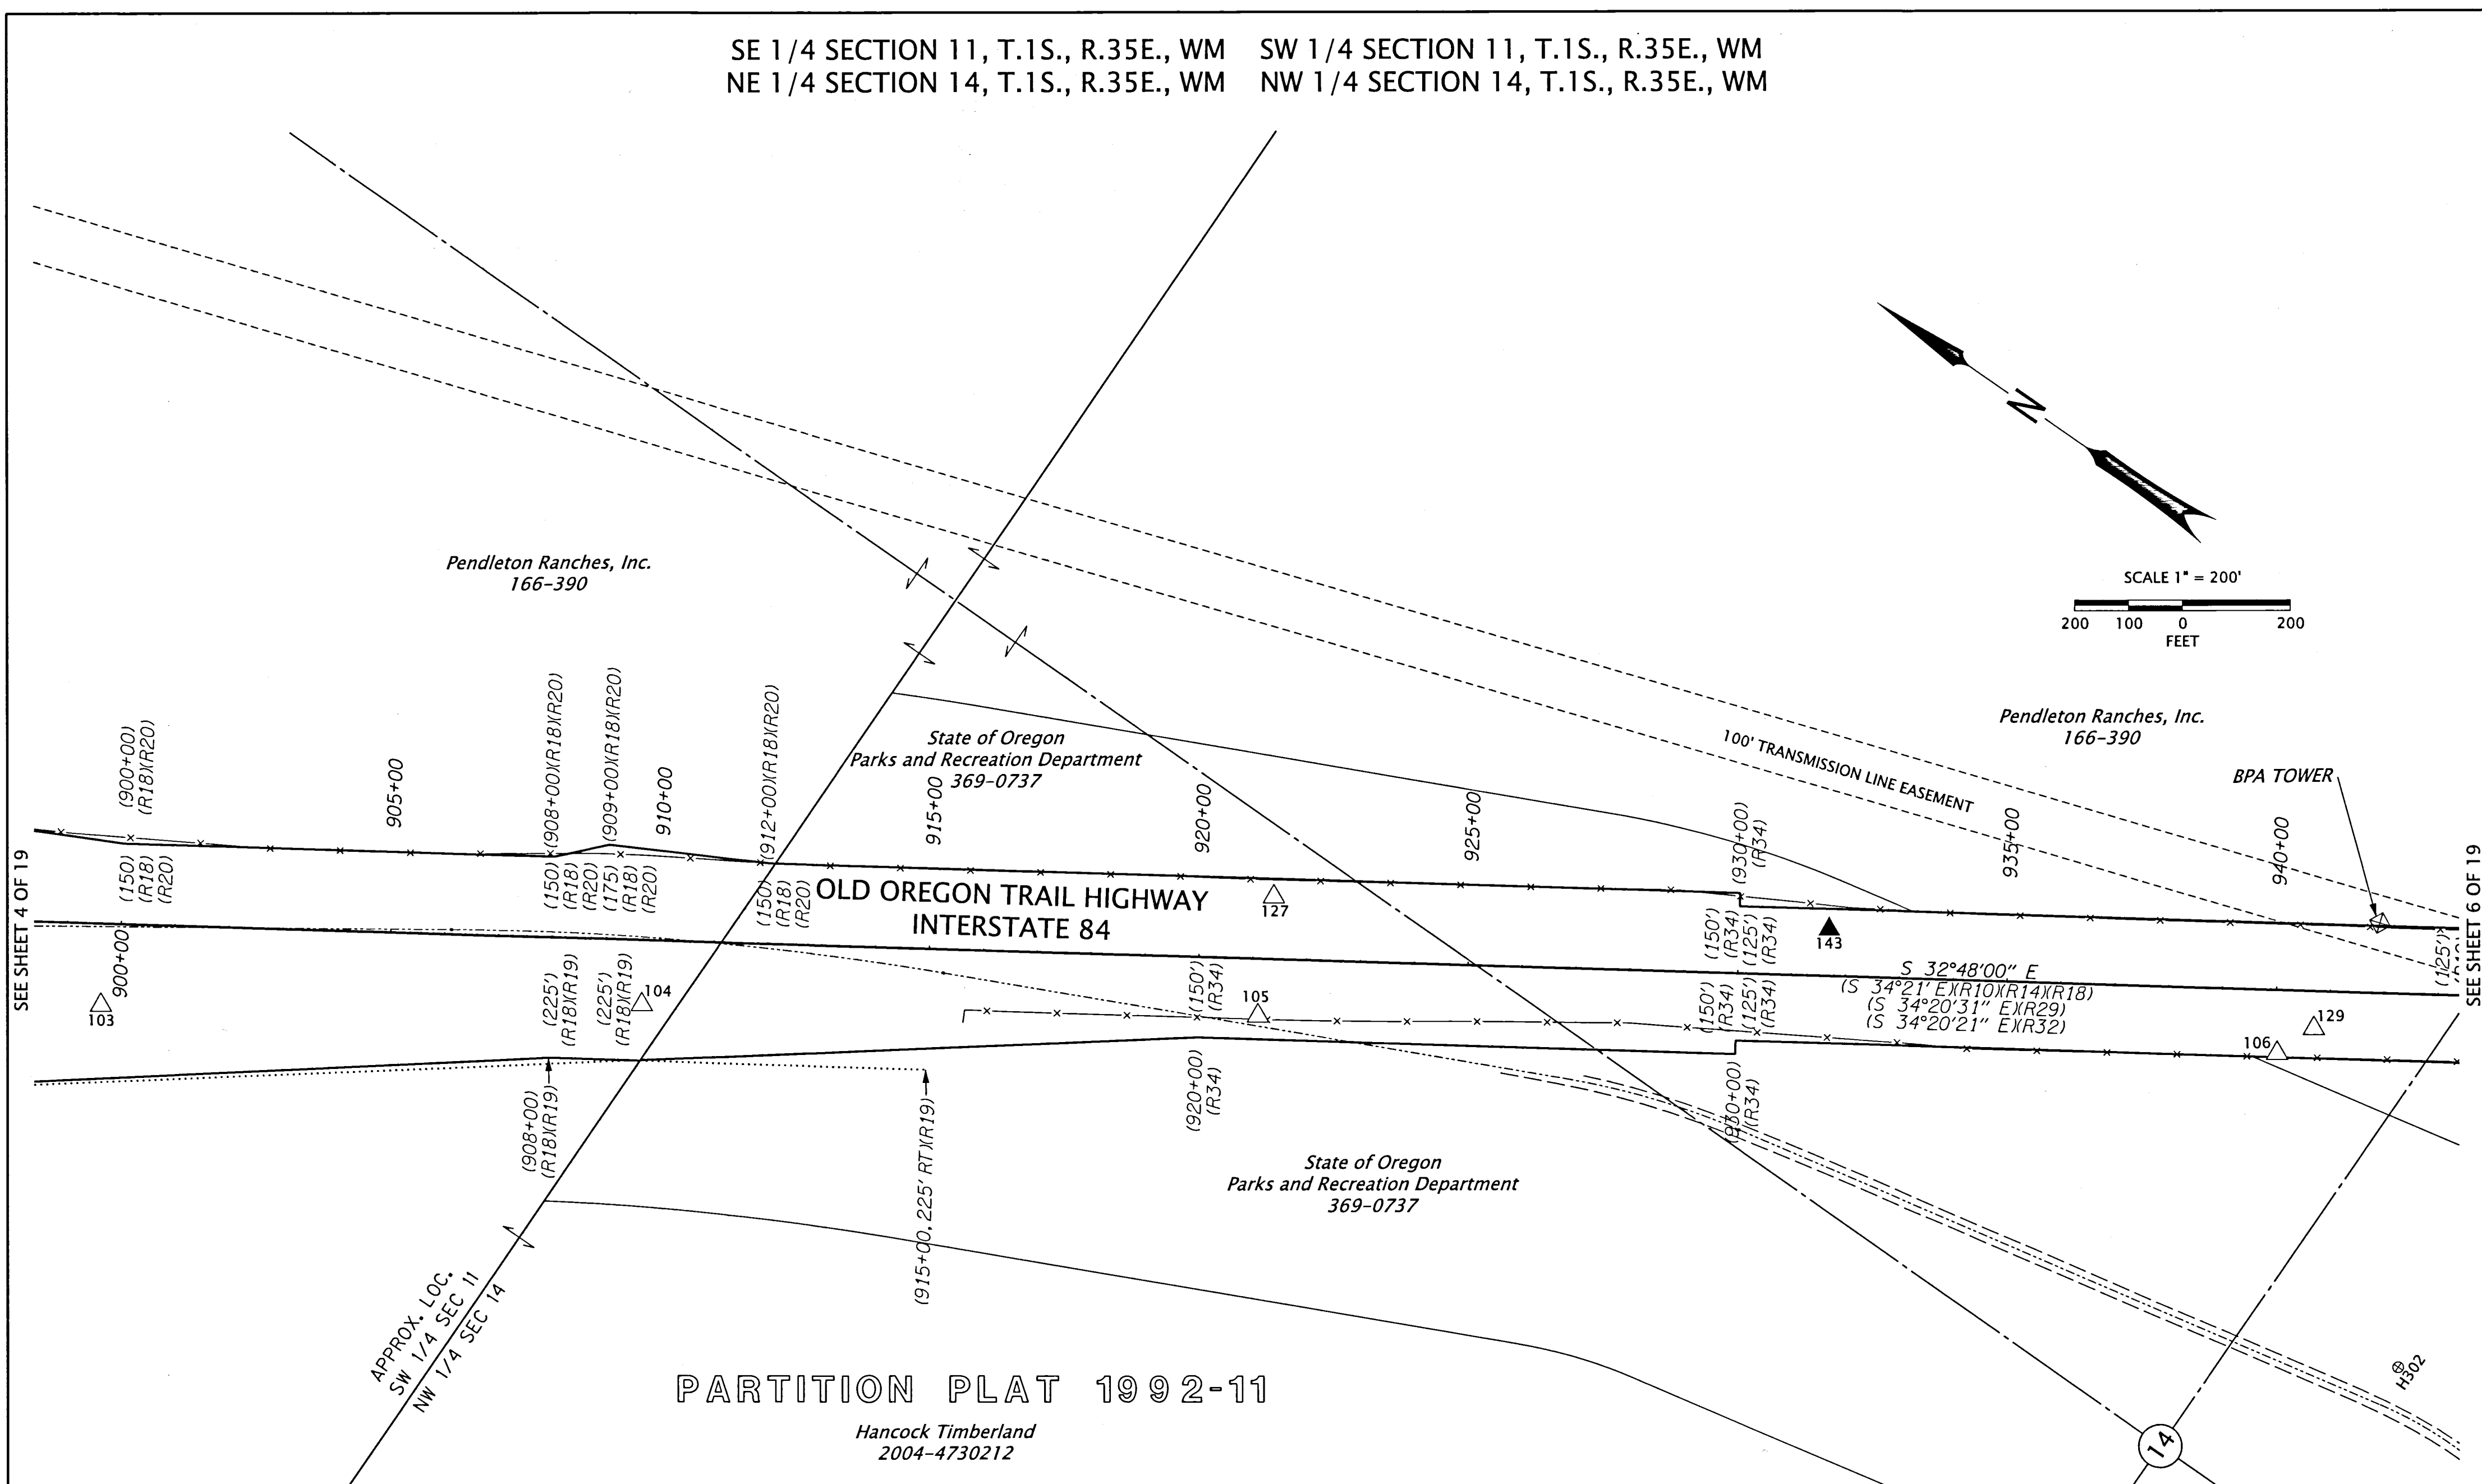 SE 1/4 SECTION 11, T.1S., R.35E., WM SW 1/4 SECTION 11, T.1S., R.35E., WM
NE 1/4 SECTION 14, T.1S., R.35E., WM NW 1/4 SECTION 14, T.1S., R.35E., WM
N
SCALE 1" = 200'
200 100 0 200
FEET
Pendleton Ranches, Inc.
166-390
Pendleton Ranches, Inc.
166-390
BPA TOWER
100' TRANSMISSION LINE EASEMENT
State of Oregon
Parks and Recreation Department
369-0737
(900+00)
(R18)(R20)
905+00
(908+00)(R18)(R20)
(909+00)(R18)(R20)
910+00
(912+00)(R18)(R20)
915+00
920+00
925+00
(930+00)
(R34)
935+00
940+00
SEE SHEET 4 OF 19
(150)
(R18)
(R20)
(150)
(R18)
(R20)
(175)
(R18)
(R20)
(150)
(R18)
(R20)
OLD OREGON TRAIL HIGHWAY
INTERSTATE 84
127
(150')
(R34)
(125')
(R34)
143
(125')
SEE SHEET 6 OF 19
900+00
103
(225')
(R18)(R19)
(225')
(R18)(R19)
104
(150')
(R34)
105
(150')
(R34)
(125')
(R34)
S 32°48'00" E
(S 34°21' E)(R10)(R14)(R18)
(S 34°20'31" E)(R29)
(S 34°20'21" E)(R32)
129
106
(908+00)
(R18)(R19)
(915+00, 225' RT)(R19)
(920+00)
(R34)
(930+00)
(R34)
State of Oregon
Parks and Recreation Department
369-0737
APPROX. LOC.
SW 1/4 SEC 11
NW 1/4 SEC 14
PARTITION PLAT 1992-11
Hancock Timberland
2004-4730212
H302
14